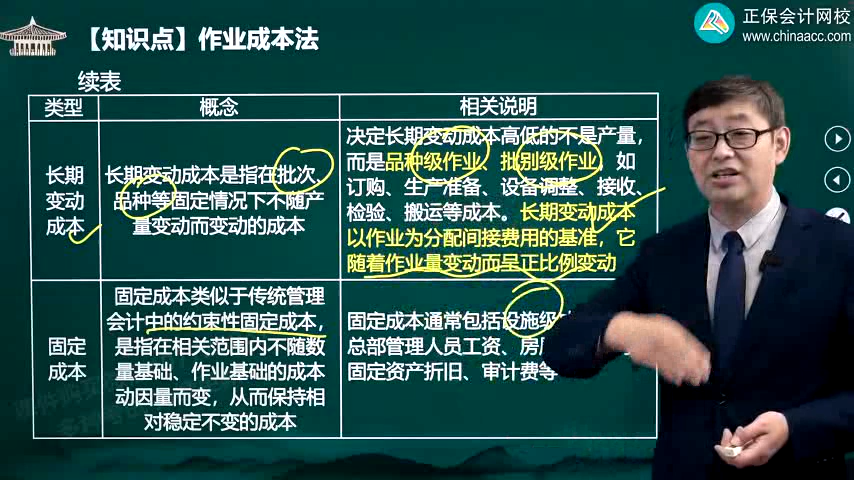 【知识点】作业成本法
正保会计网校
www.chinaacc.com
续表
类型
概念
相关说明
长期
变动
成本
长期变动成本是指在批次、
品种等固定情况下不随产
量变动而变动的成本
决定长期变动成本高低的不是产量，
而是品种级作业、批别级作业，如
订购、生产准备、设备调整、接收、
检验、搬运等成本。长期变动成本
以作业为分配间接费用的基准，它
随着作业量变动而呈正比例变动
固定
成本
固定成本类似于传统管理
会计中的约束性固定成本，
是指在相关范围内不随数
量基础、作业基础的成本
动因量而变，从而保持相
对稳定不变的成本
固定成本通常包括设施级
总部管理人员工资、房
固定资产折旧、审计费等